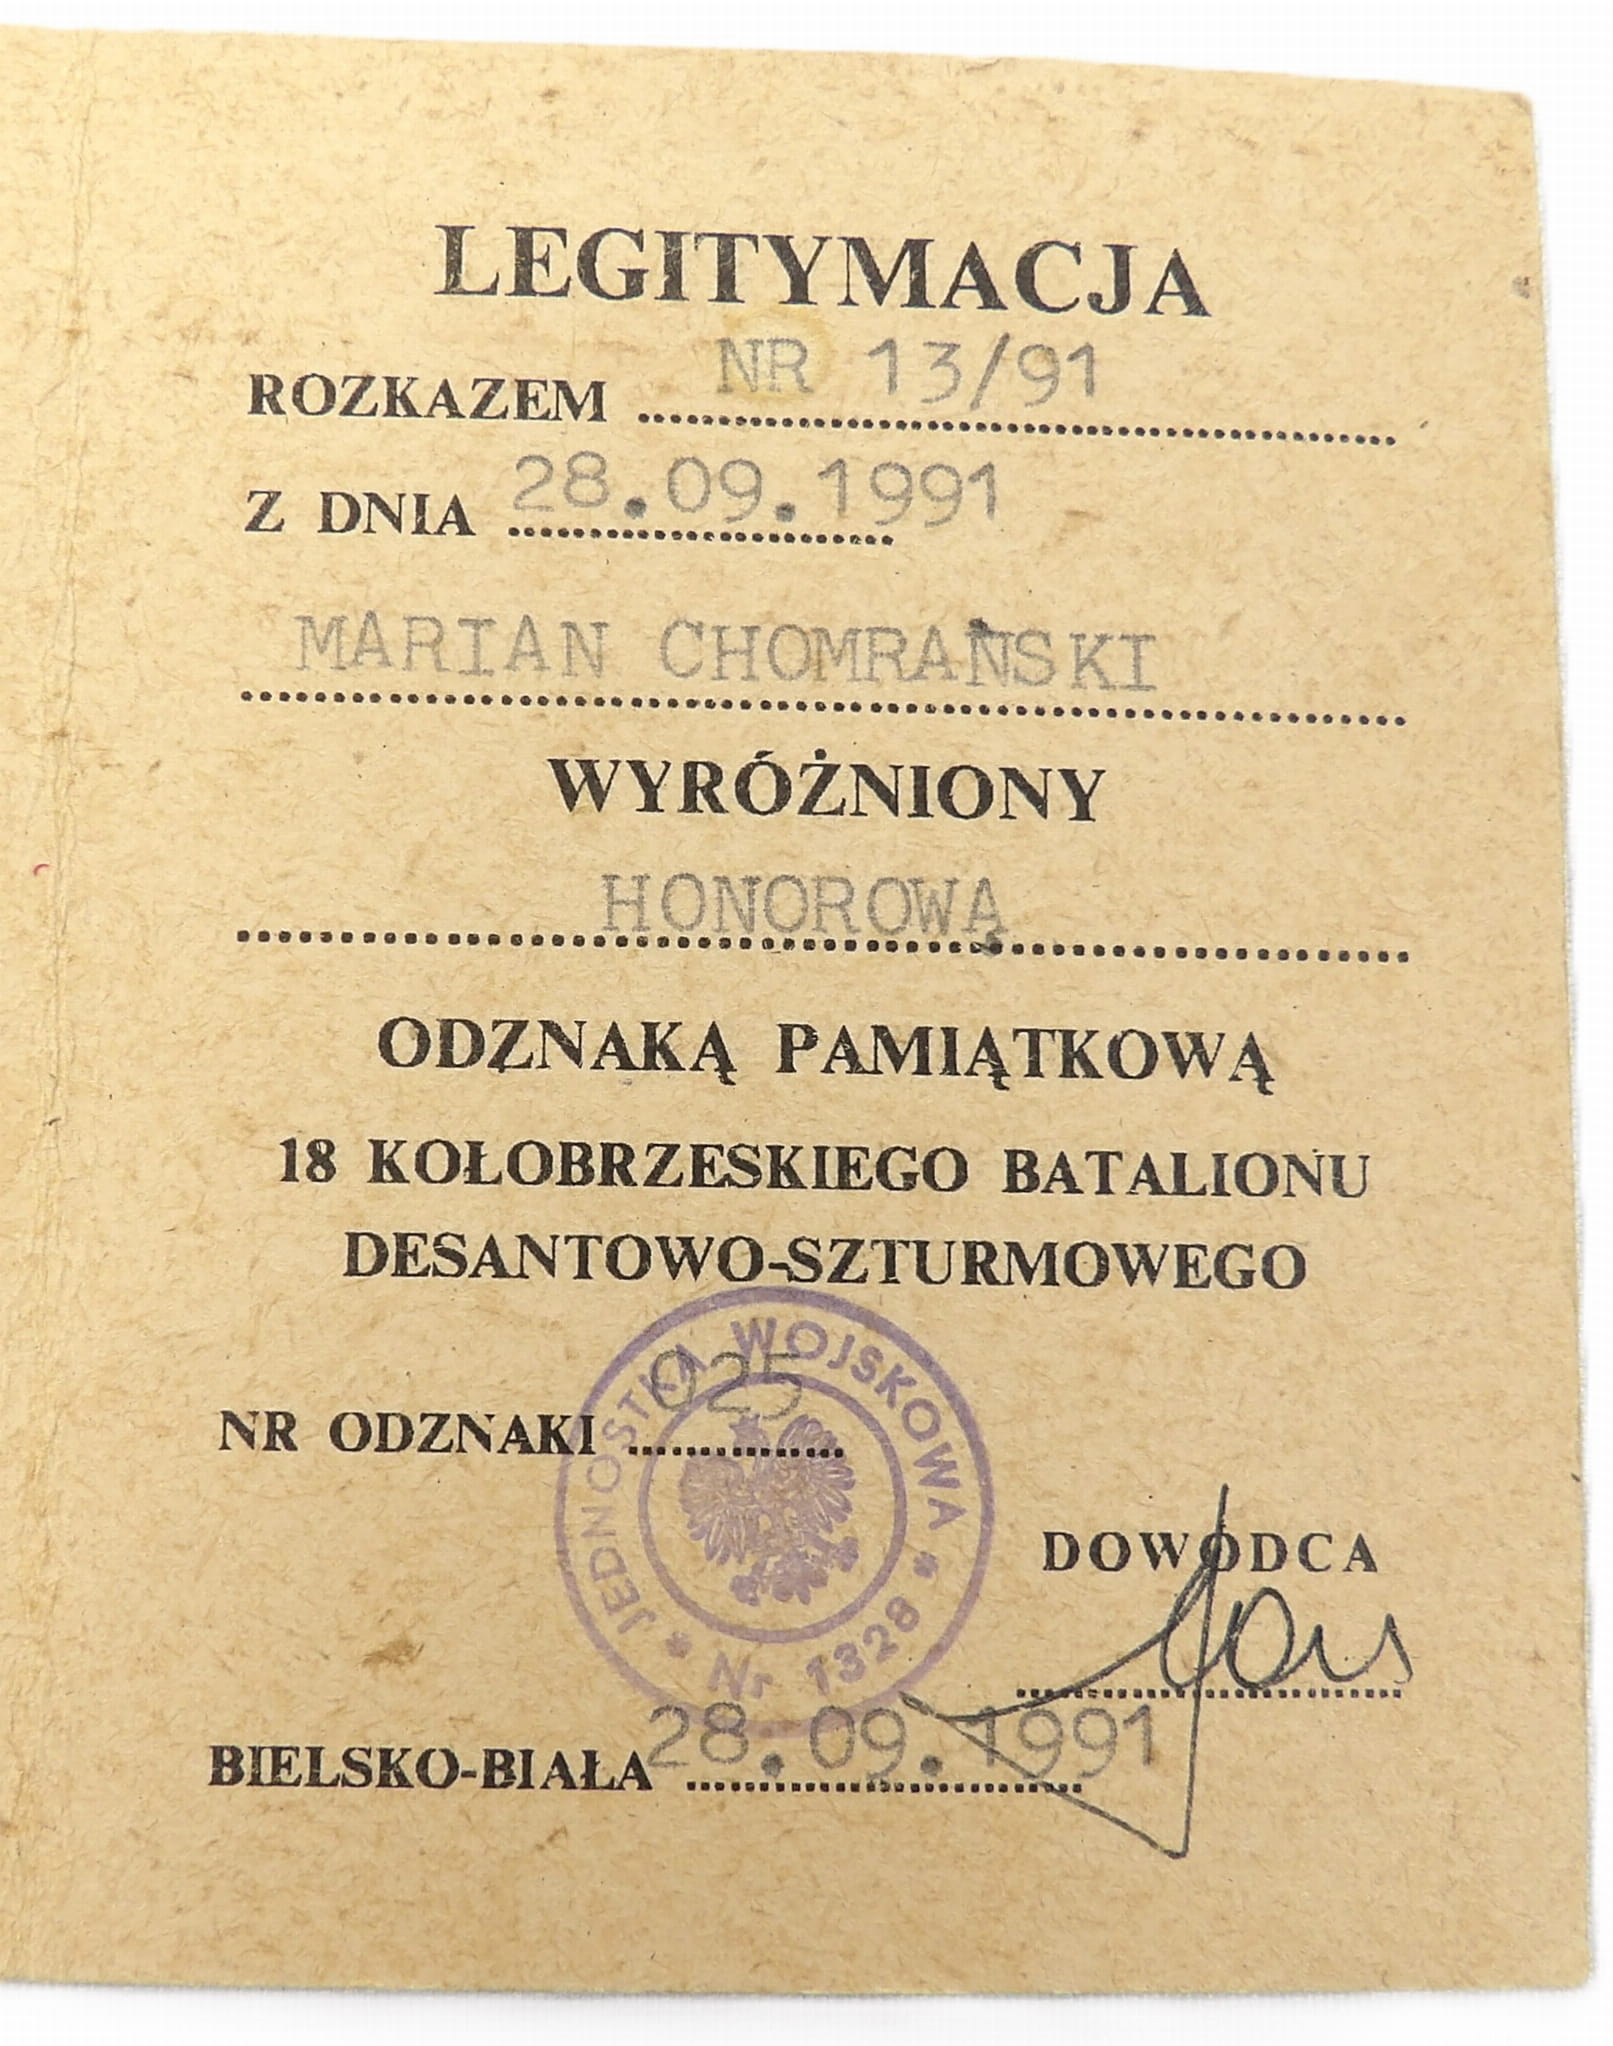 LEGITYMACJA
ROZKAZEM NR 13/91
Z DNIA 28.09.1991
MARIAN CHOMRAŃSKI
WYRÓŻNIONY
HONOROWĄ
ODZNAKĄ PAMIĄTKOWĄ
18 KOŁOBRZESKIEGO BATALIONU
DESANTOWO-SZTURMOWEGO
NR ODZNAKI 025
JEDNOSTKA WOJSKOWA
* Nr 1328 *
DOWÓDCA
BIELSKO-BIAŁA 28.09.1991